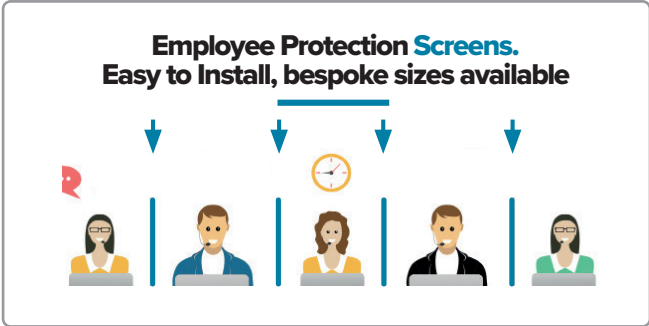 Employee Protection Screens.
Easy to Install, bespoke sizes available